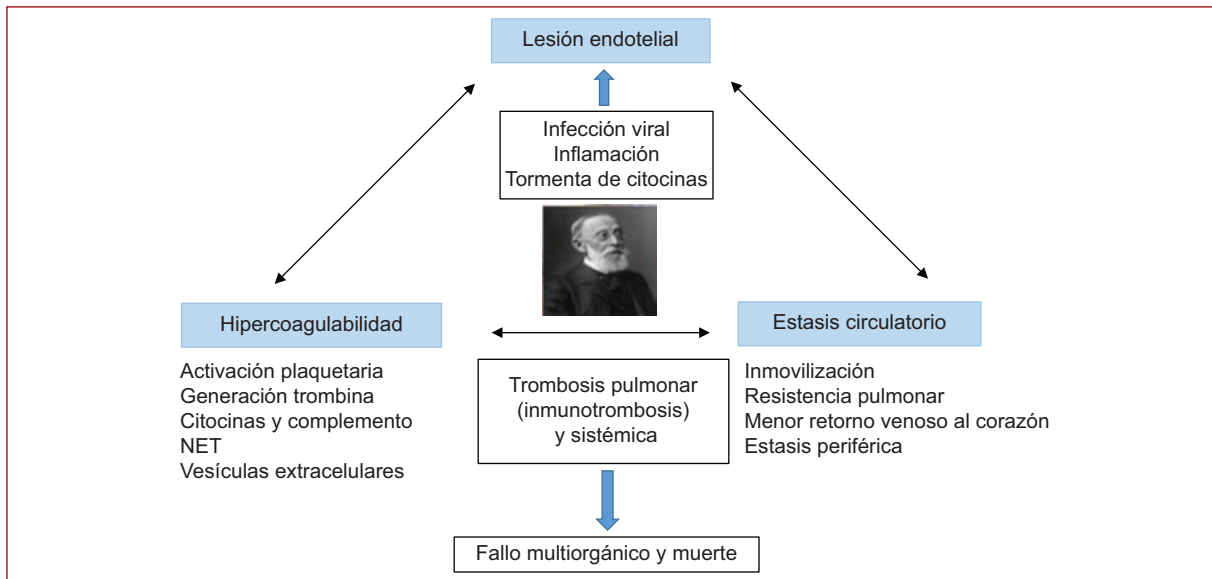 Lesión endotelial
Infección viral
Inflamación
Tormenta de citocinas
Hipercoagulabilidad
Activación plaquetaria
Generación trombina
Citocinas y complemento
NET
Vesículas extracelulares
Trombosis pulmonar
(inmunotrombosis)
y sistémica
Estasis circulatorio
Inmovilización
Resistencia pulmonar
Menor retorno venoso al corazón
Estasis periférica
Fallo multiorgánico y muerte